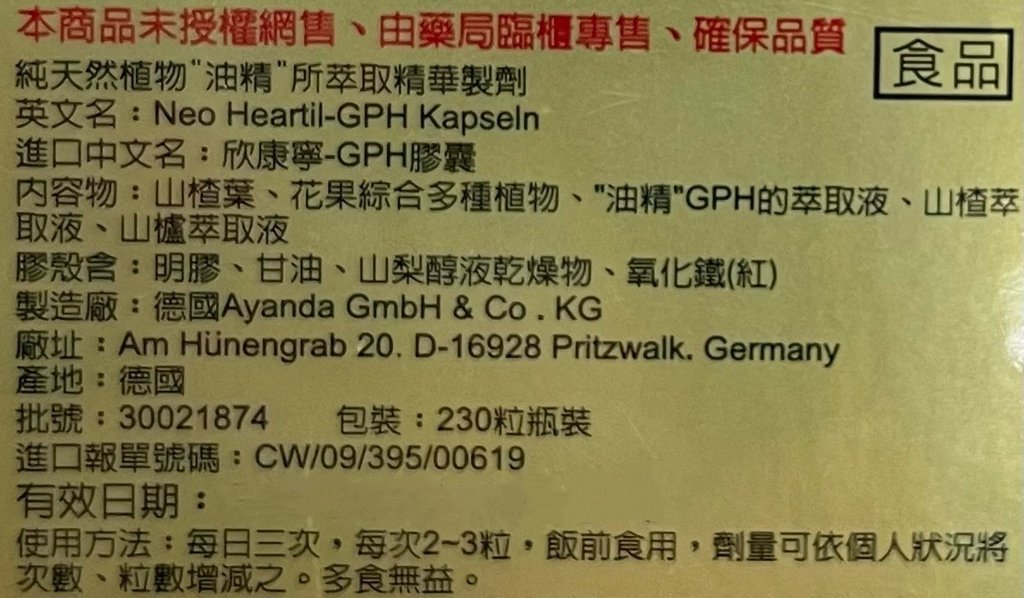 本商品未授權網售、由藥局臨櫃專售、確保品質
食品
純天然植物"油精"所萃取精華製劑
英文名：Neo Heartil-GPH Kapseln
進口中文名：欣康寧-GPH膠囊
內容物：山楂葉、花果綜合多種植物、"油精"GPH的萃取液、山楂萃
取液、山櫨萃取液
膠殼含：明膠、甘油、山梨醇液乾燥物、氧化鐵(紅)
製造廠：德國Ayanda GmbH & Co . KG
廠址：Am Hünengrab 20. D-16928 Pritzwalk. Germany
產地：德國
批號：30021874 包裝：230粒瓶裝
進口報單號碼：CW/09/395/00619
有效日期：
使用方法：每日三次，每次2~3粒，飯前食用，劑量可依個人狀況將
次數、粒數增減之。多食無益。